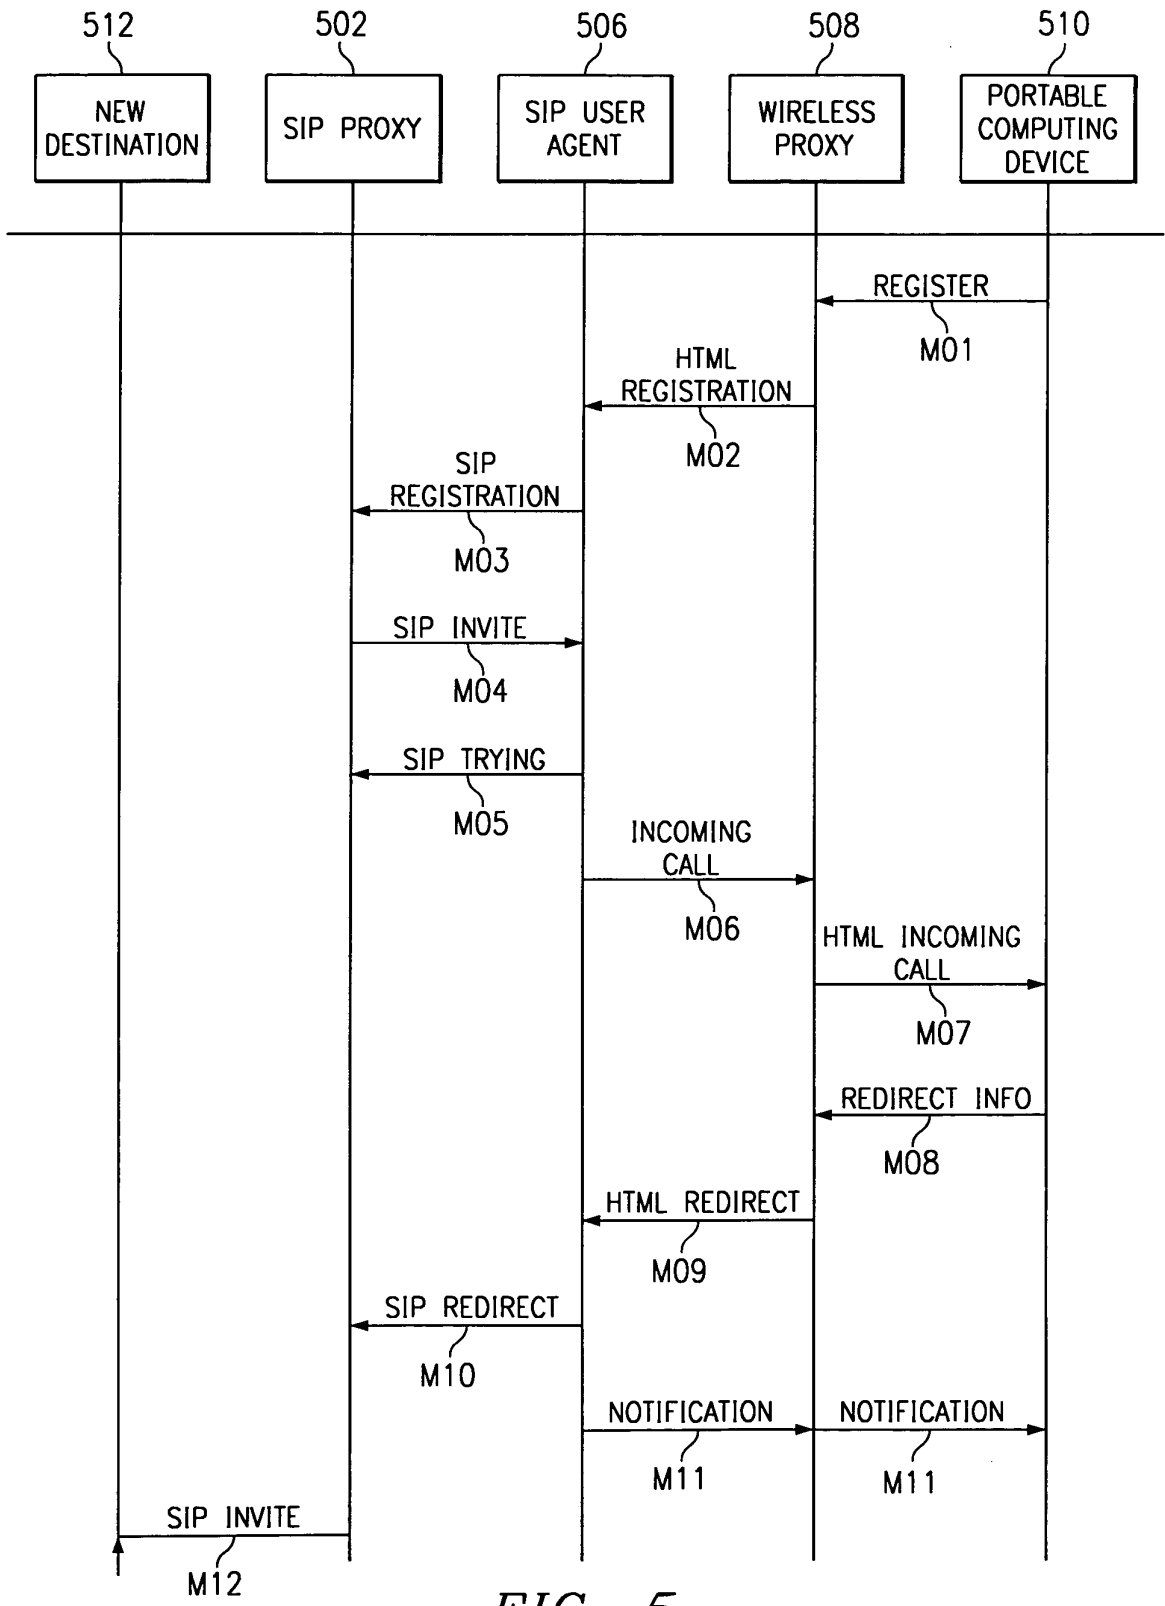 512
502
506
508
510
NEW
DESTINATION
SIP PROXY
SIP USER
AGENT
WIRELESS
PROXY
PORTABLE
COMPUTING
DEVICE
REGISTER
M01
HTML
REGISTRATION
M02
SIP
REGISTRATION
M03
SIP INVITE
M04
SIP TRYING
M05
INCOMING
CALL
M06
HTML INCOMING
CALL
M07
REDIRECT INFO
M08
HTML REDIRECT
M09
SIP REDIRECT
M10
NOTIFICATION
M11
NOTIFICATION
M11
SIP INVITE
M12
FIG. 5